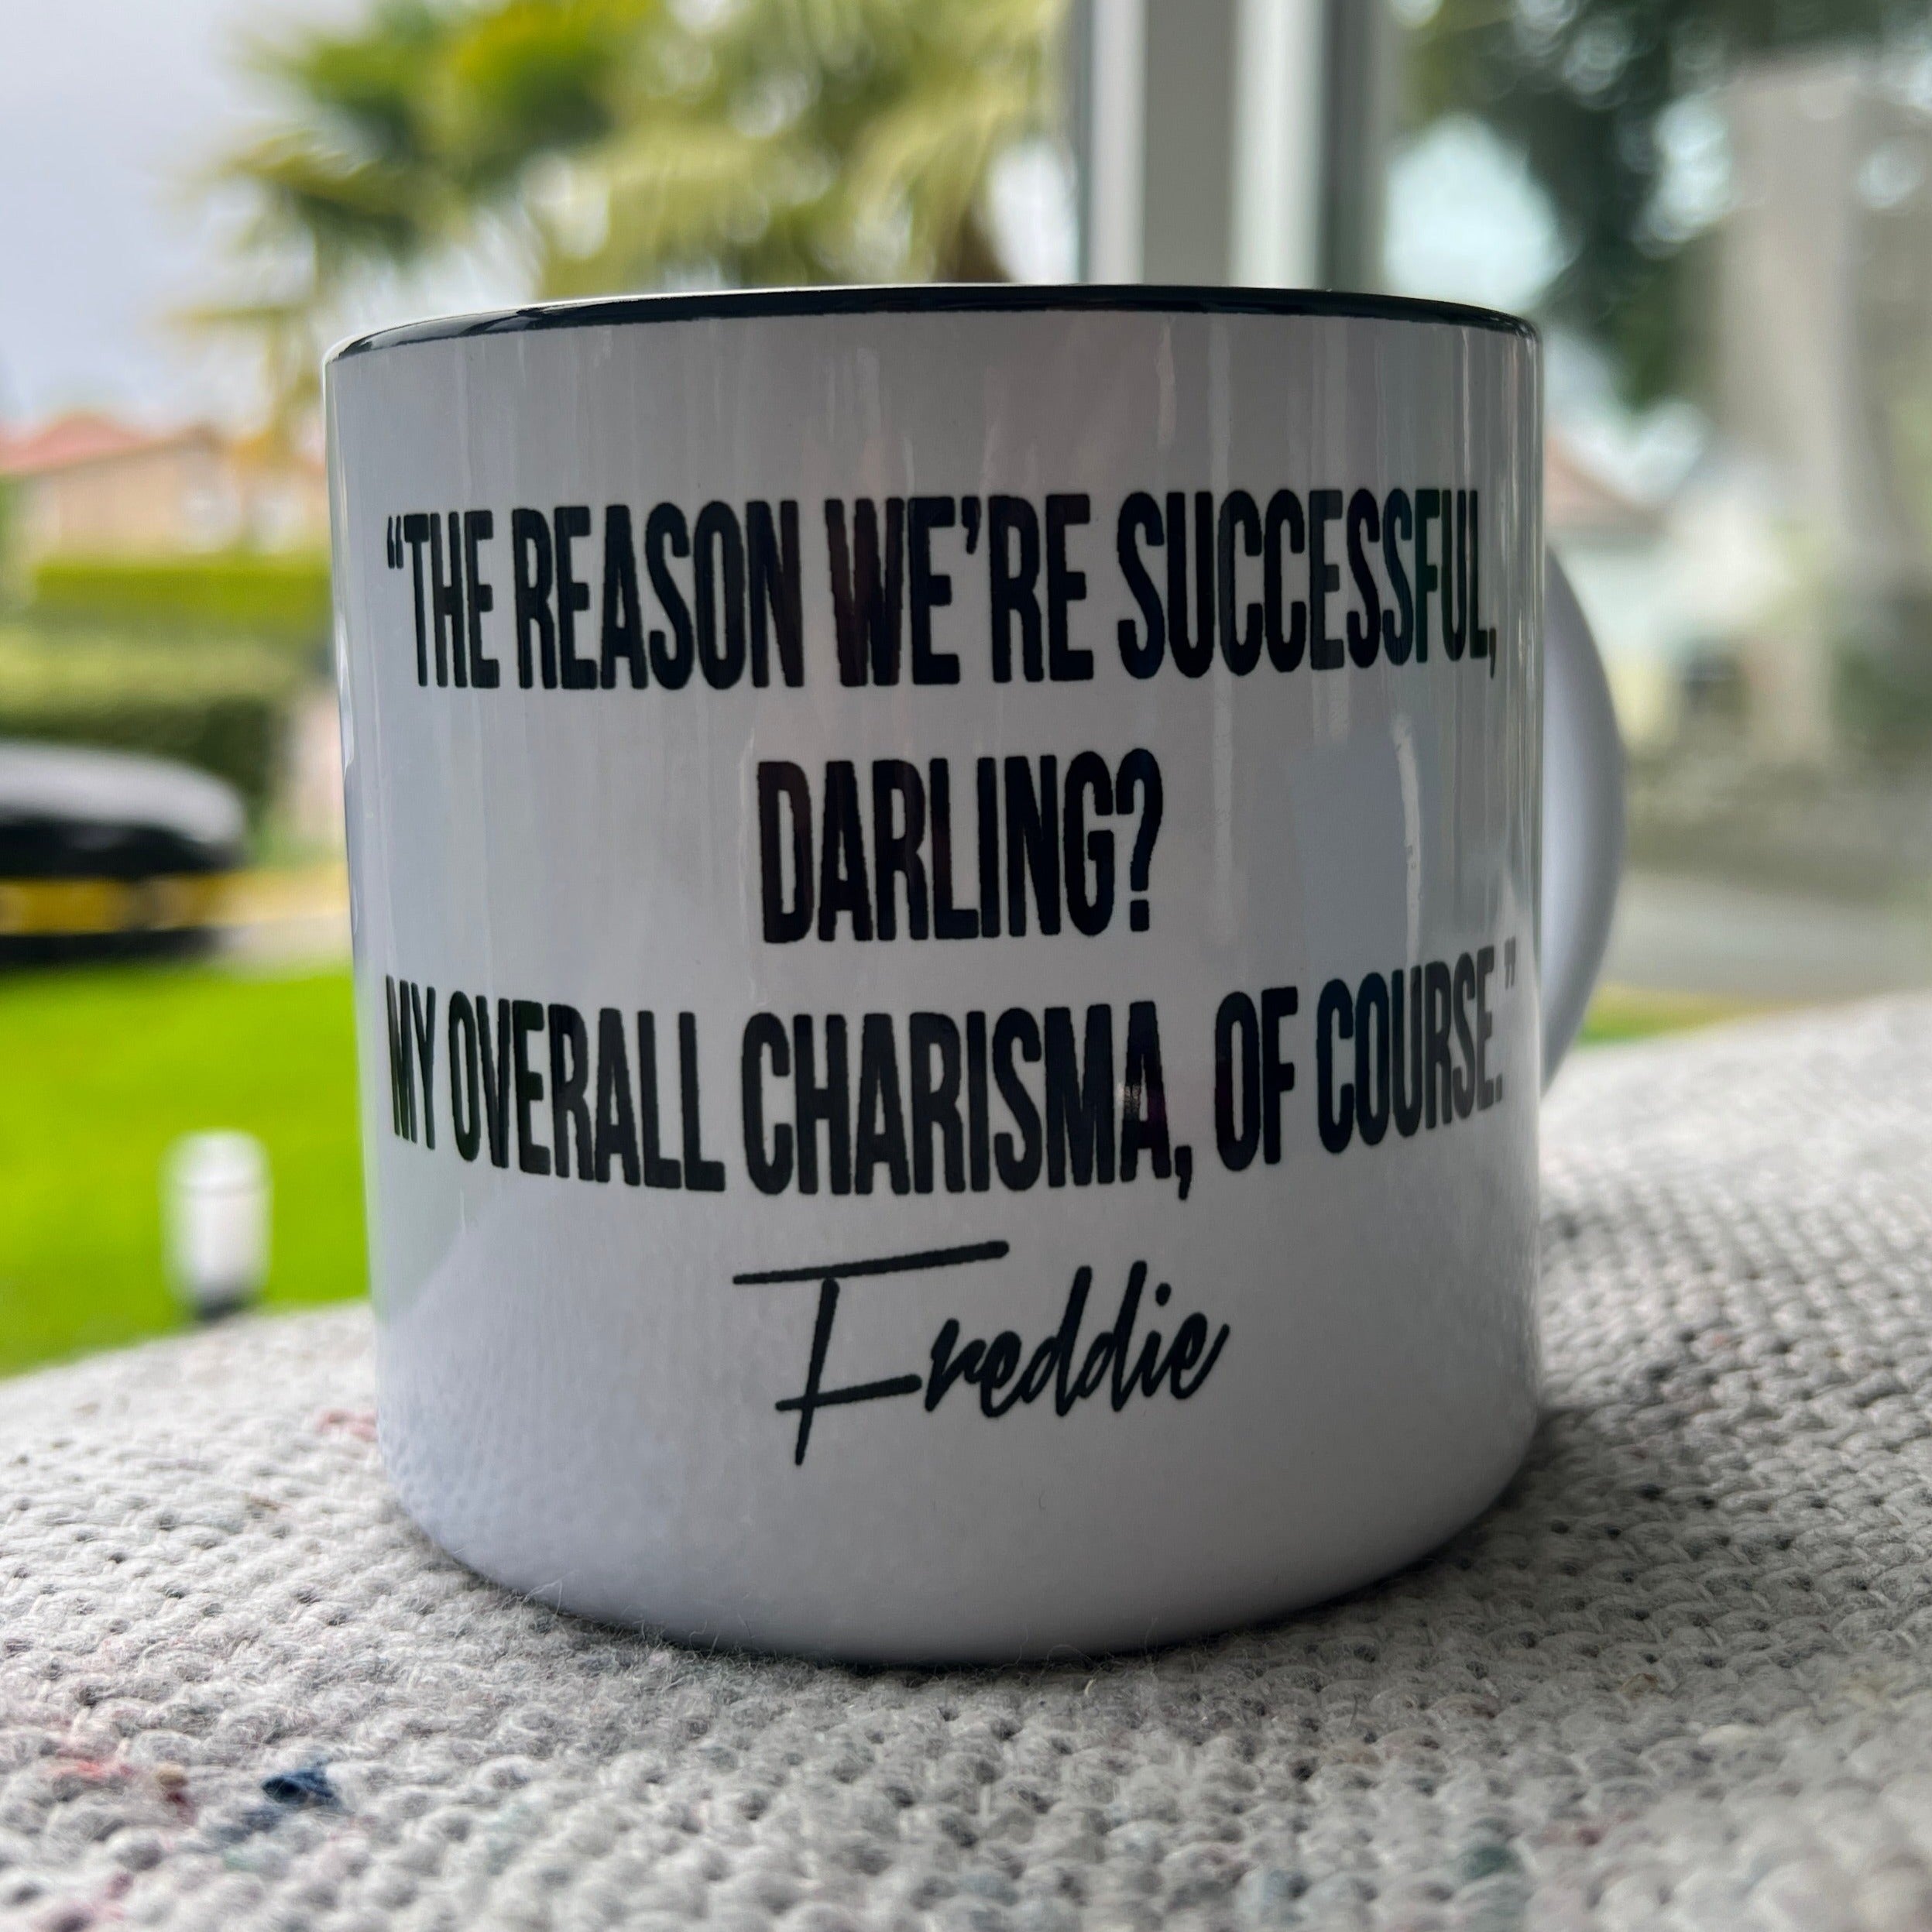 “THE REASON WE’RE SUCCESSFUL,
DARLING?
MY OVERALL CHARISMA, OF COURSE.”
Freddie